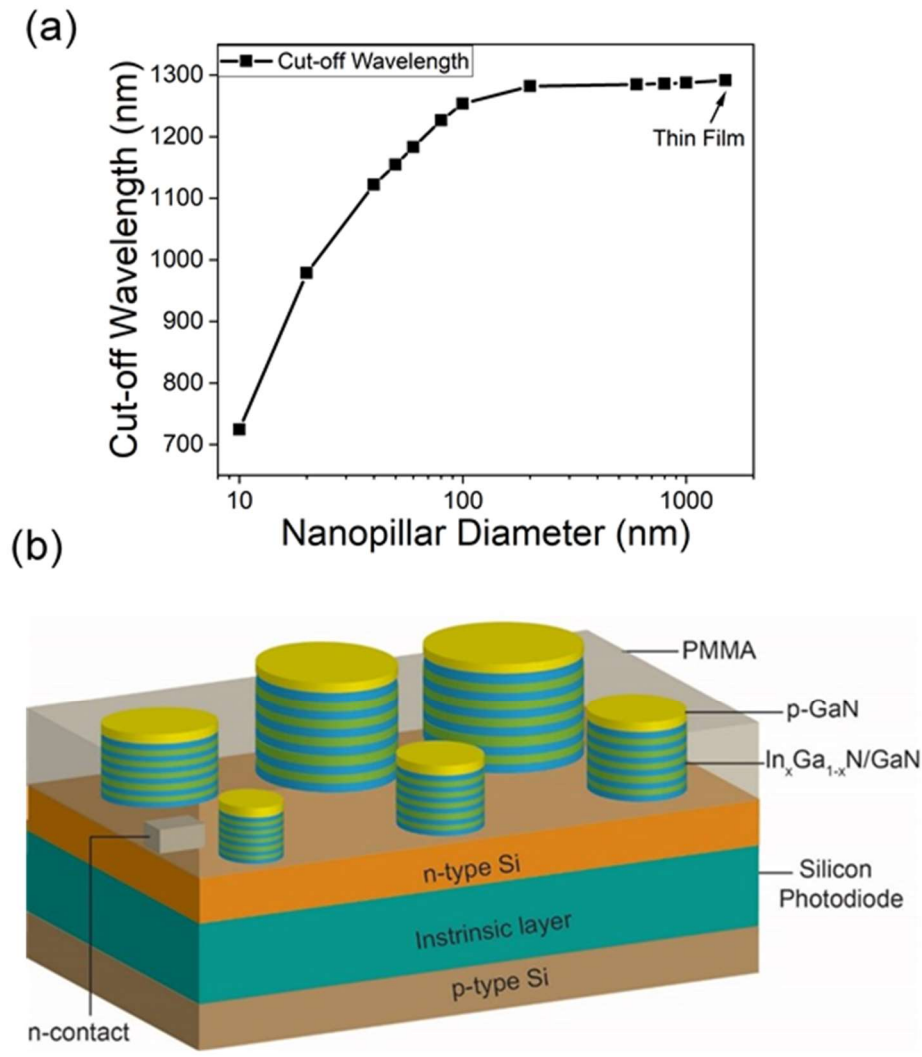 (a)
Cut-off Wavelength (nm)
1300
1200
1100
1000
900
800
700
Cut-off Wavelength
Thin Film
10
100
1000
Nanopillar Diameter (nm)
(b)
PMMA
p-GaN
InₓGa₁₋ₓN/GaN
n-type Si
Silicon
Photodiode
Instrinsic layer
p-type Si
n-contact